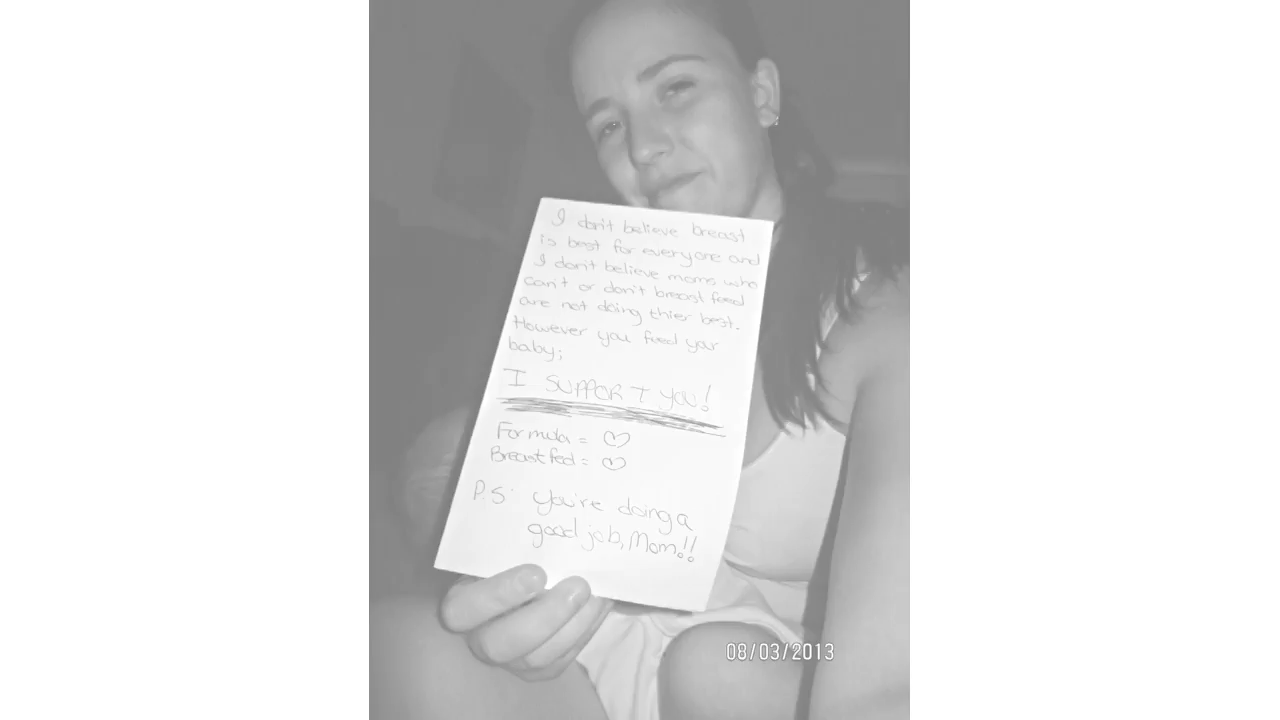 I don't believe breast
is best for everyone and
I don't believe moms who
can't or don't breast feed
are not doing thier best.
However you feed your
baby;
I SUPPORT YOU!
Formula = ♡
Breastfed = ♡
P.S. You're doing a
good job, Mom!!
08/03/2013